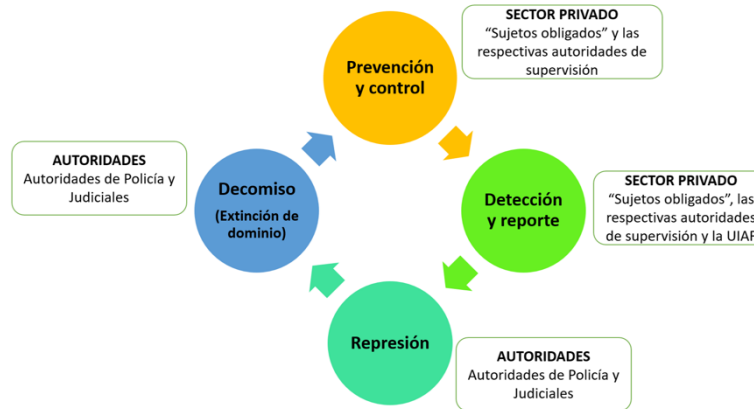 SECTOR PRIVADO
“Sujetos obligados” y las
respectivas autoridades de
supervisión
Prevención
y control
AUTORIDADES
Autoridades de Policía y
Judiciales
Decomiso
(Extinción de
dominio)
Detección
y reporte
SECTOR PRIVADO
“Sujetos obligados”, las
respectivas autoridades
de supervisión y la UIAF
Represión
AUTORIDADES
Autoridades de Policía y
Judiciales